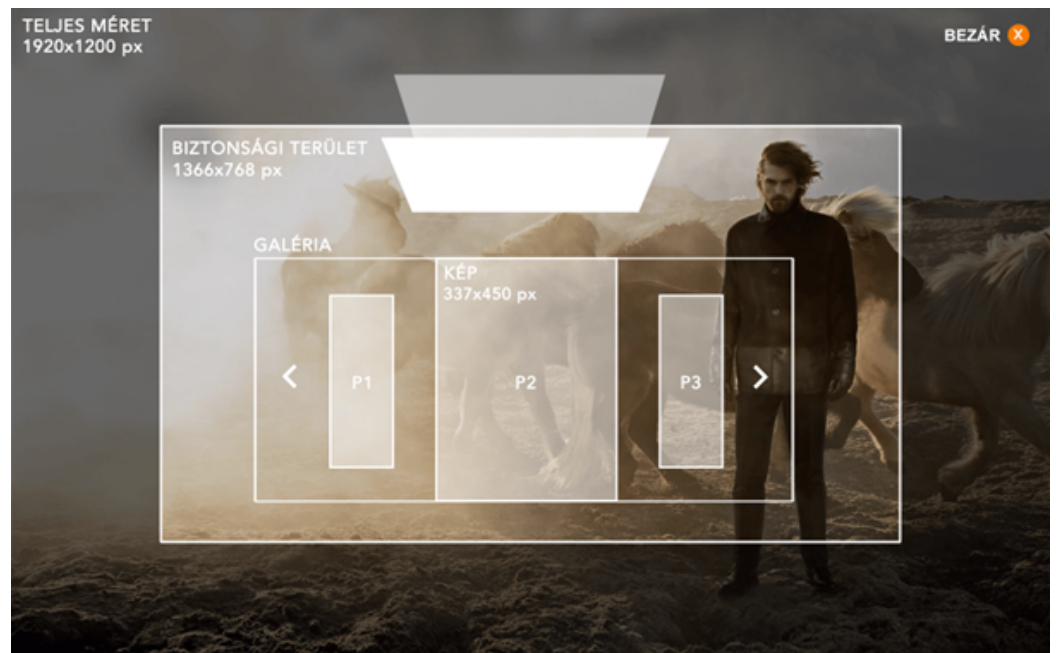 TELJES MÉRET
1920x1200 px
BEZÁR X
BIZTONSÁGI TERÜLET
1366x768 px
GALÉRIA
KÉP
337x450 px
P1
P2
P3